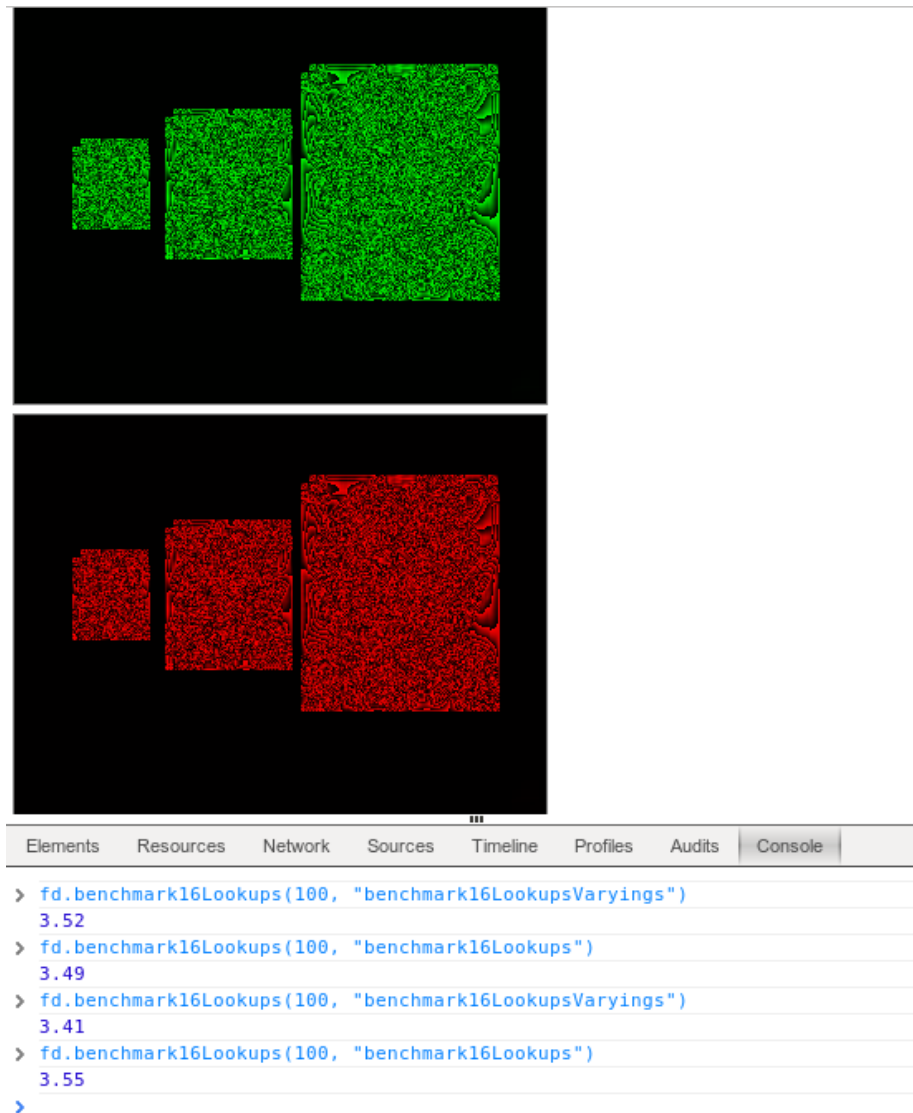 Elements Resources Network Sources Timeline Profiles Audits Console
> fd.benchmark16Lookups(100, "benchmark16LookupsVaryings")
3.52
> fd.benchmark16Lookups(100, "benchmark16Lookups")
3.49
> fd.benchmark16Lookups(100, "benchmark16LookupsVaryings")
3.41
> fd.benchmark16Lookups(100, "benchmark16Lookups")
3.55
>